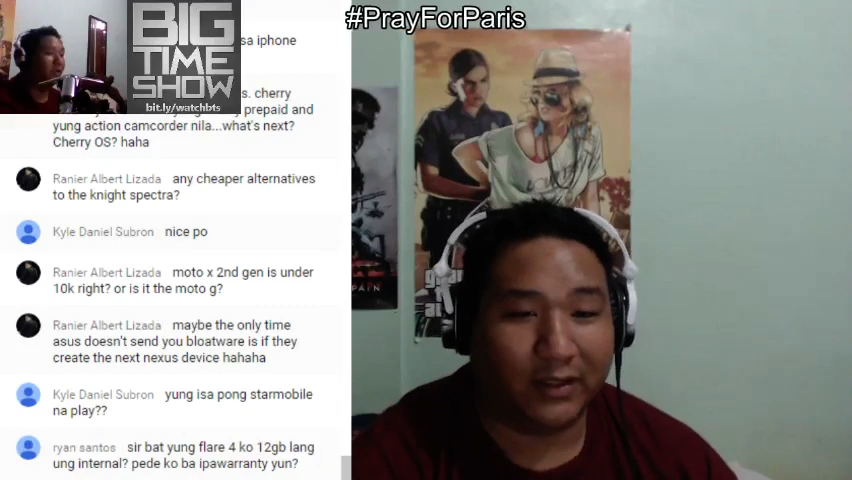 #PrayForParis
BIG
TIME
SHOW
bit.ly/watchbts
sa iphone
s. cherry
prepaid and
yung action camcorder nila...what's next?
Cherry OS? haha
Ranier Albert Lizada any cheaper alternatives
to the knight spectra?
Kyle Daniel Subron nice po
Ranier Albert Lizada moto x 2nd gen is under
10k right? or is it the moto g?
Ranier Albert Lizada maybe the only time
asus doesn't send you bloatware is if they
create the next nexus device hahaha
Kyle Daniel Subron yung isa pong starmobile
na play??
ryan santos sir bat yung flare 4 ko 12gb lang
ung internal? pede ko ba ipawarranty yun?